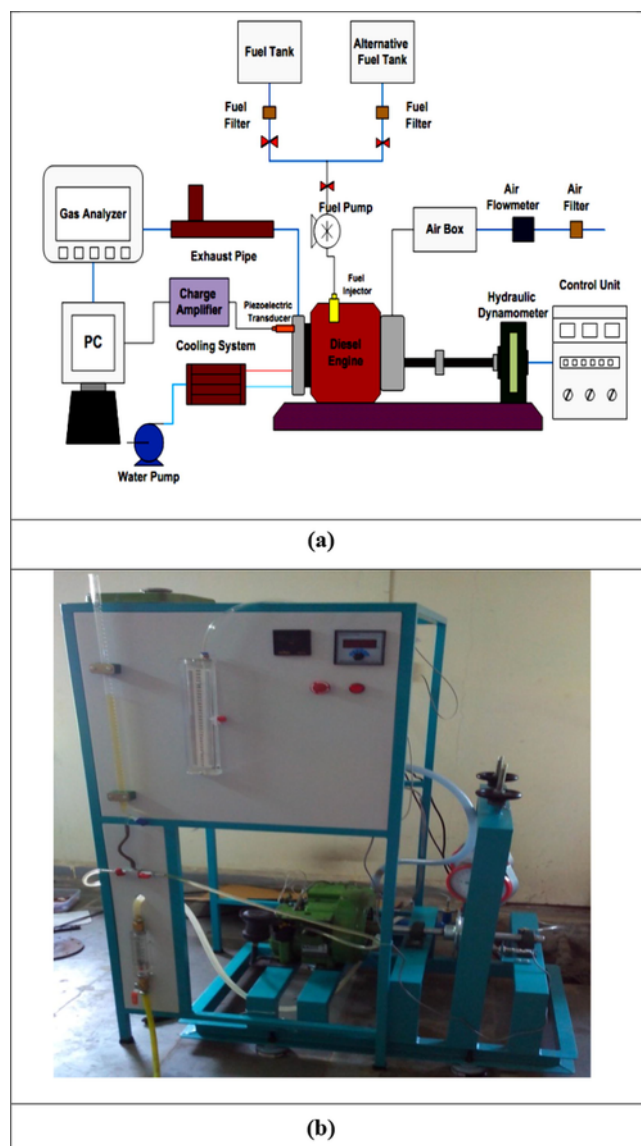 Fuel Tank
Alternative
Fuel Tank
Fuel
Filter
Fuel
Filter
Gas Analyzer
Exhaust Pipe
Fuel Pump
Air Box
Air
Flowmeter
Air
Filter
Charge
Amplifier
Piezoelectric
Transducer
Fuel
Injector
Hydraulic
Dynamometer
Control Unit
PC
Cooling System
Diesel
Engine
Water Pump
(a)
(b)